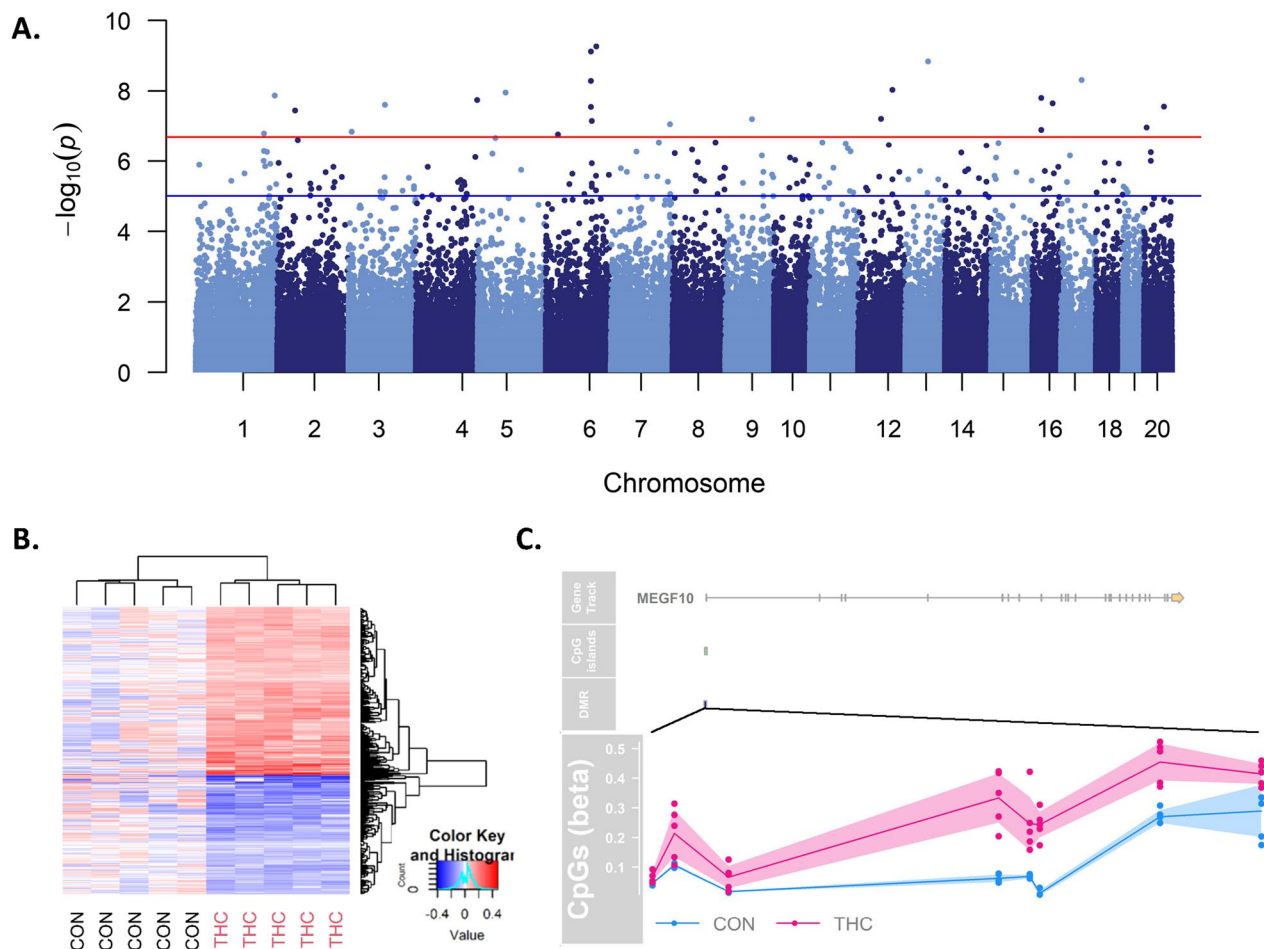 A.
10
8
6
4
2
0
−log10(p)
1 2 3 4 5 6 7 8 9 10 12 14 16 18 20
Chromosome
B.
CON CON CON CON CON THC THC THC THC THC
Color Key
and Histogran
Count
0
-0.4 0 0.4
Value
C.
Gene Track
MEGF10
CpG islands
DMR
CpGs (beta)
0.5
0.4
0.3
0.2
0.1
CON THC